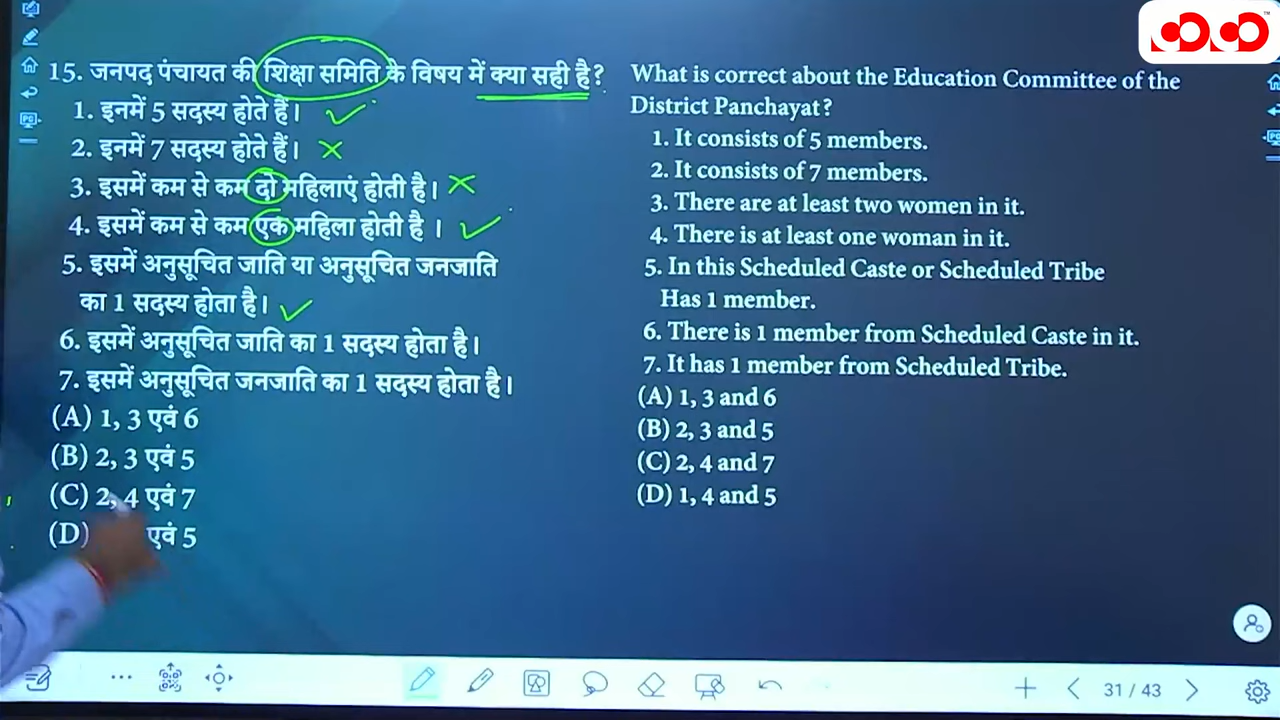 15. जनपद पंचायत की शिक्षा समिति के विषय में क्या सही है?
1. इनमें 5 सदस्य होते हैं।
2. इनमें 7 सदस्य होते हैं।
3. इसमें कम से कम दो महिलाएं होती है।
4. इसमें कम से कम एक महिला होती है ।
5. इसमें अनुसूचित जाति या अनुसूचित जनजाति
का 1 सदस्य होता है।
6. इसमें अनुसूचित जाति का 1 सदस्य होता है।
7. इसमें अनुसूचित जनजाति का 1 सदस्य होता है।
(A) 1, 3 एवं 6
(B) 2, 3 एवं 5
(C) 2, 4 एवं 7
(D) एवं 5
What is correct about the Education Committee of the
District Panchayat?
1. It consists of 5 members.
2. It consists of 7 members.
3. There are at least two women in it.
4. There is at least one woman in it.
5. In this Scheduled Caste or Scheduled Tribe
Has 1 member.
6. There is 1 member from Scheduled Caste in it.
7. It has 1 member from Scheduled Tribe.
(A) 1, 3 and 6
(B) 2, 3 and 5
(C) 2, 4 and 7
(D) 1, 4 and 5
31 / 43